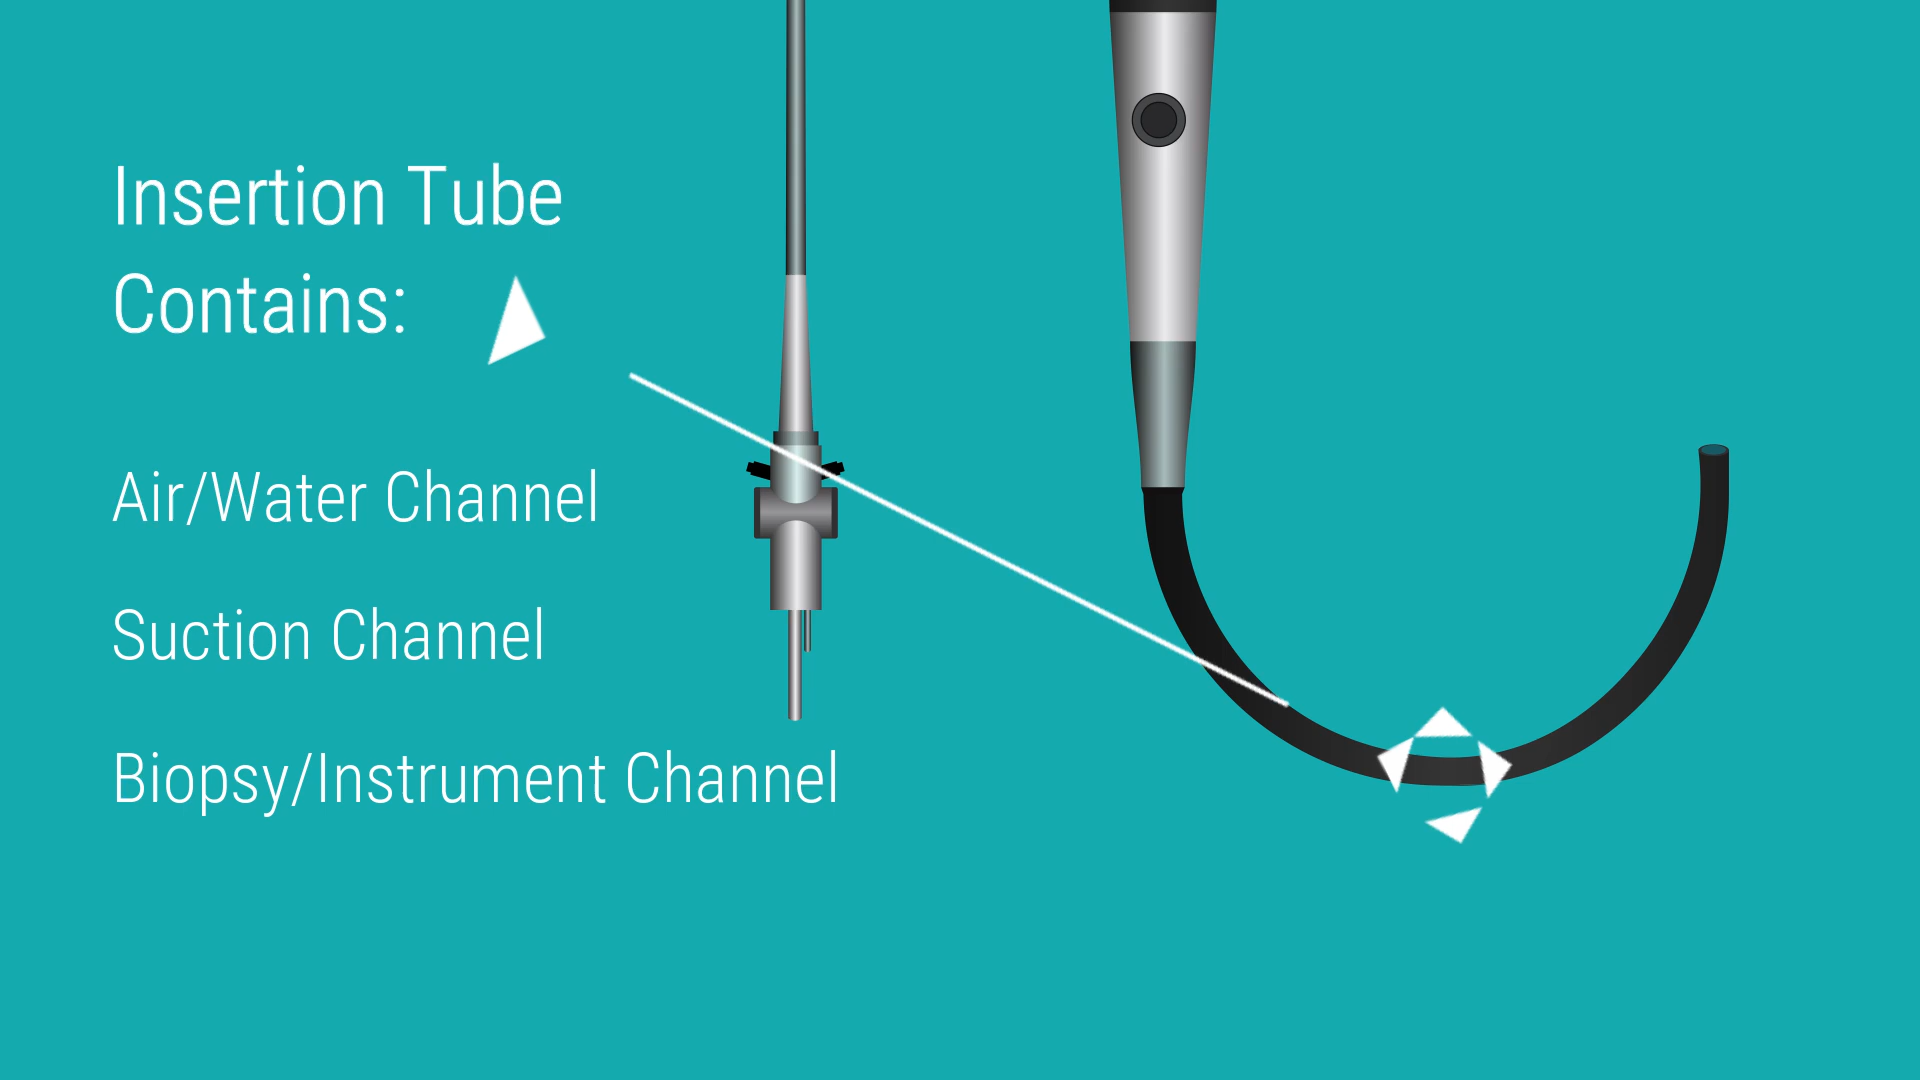 Insertion Tube
Contains:
Air/Water Channel
Suction Channel
Biopsy/Instrument Channel